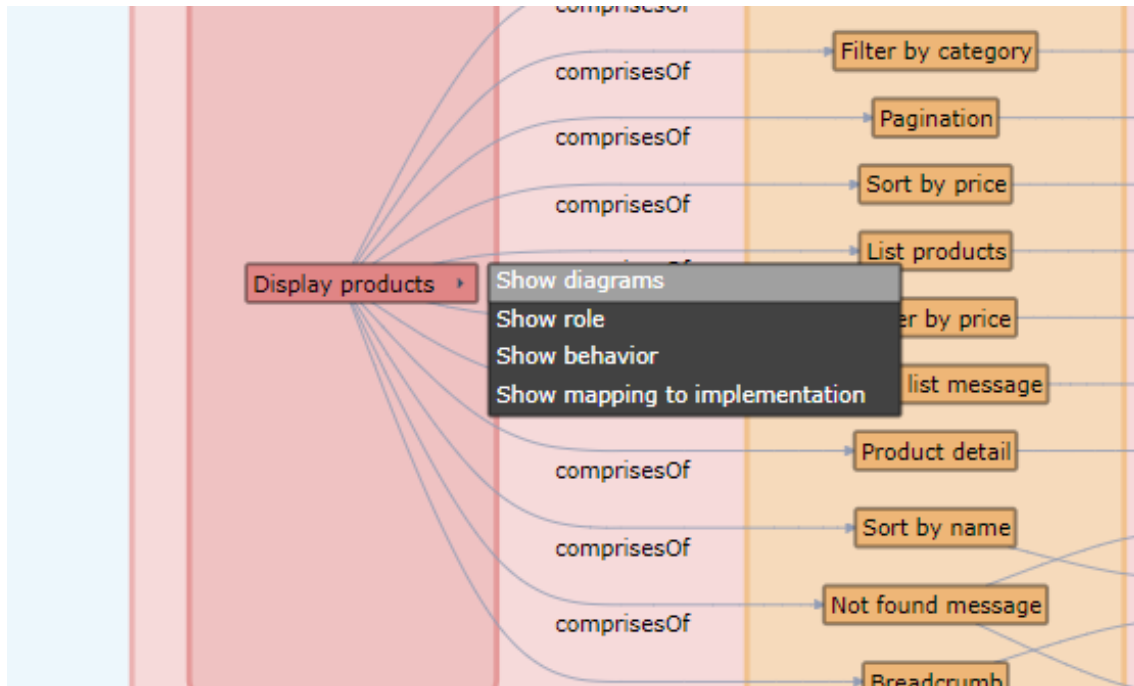 comprisesOf
Filter by category
comprisesOf
Pagination
comprisesOf
Sort by price
comprisesOf
List products
Display products
Show diagrams
Show role
er by price
Show behavior
Show mapping to implementation
list message
Product detail
comprisesOf
Sort by name
comprisesOf
Not found message
comprisesOf
Breadcrumb